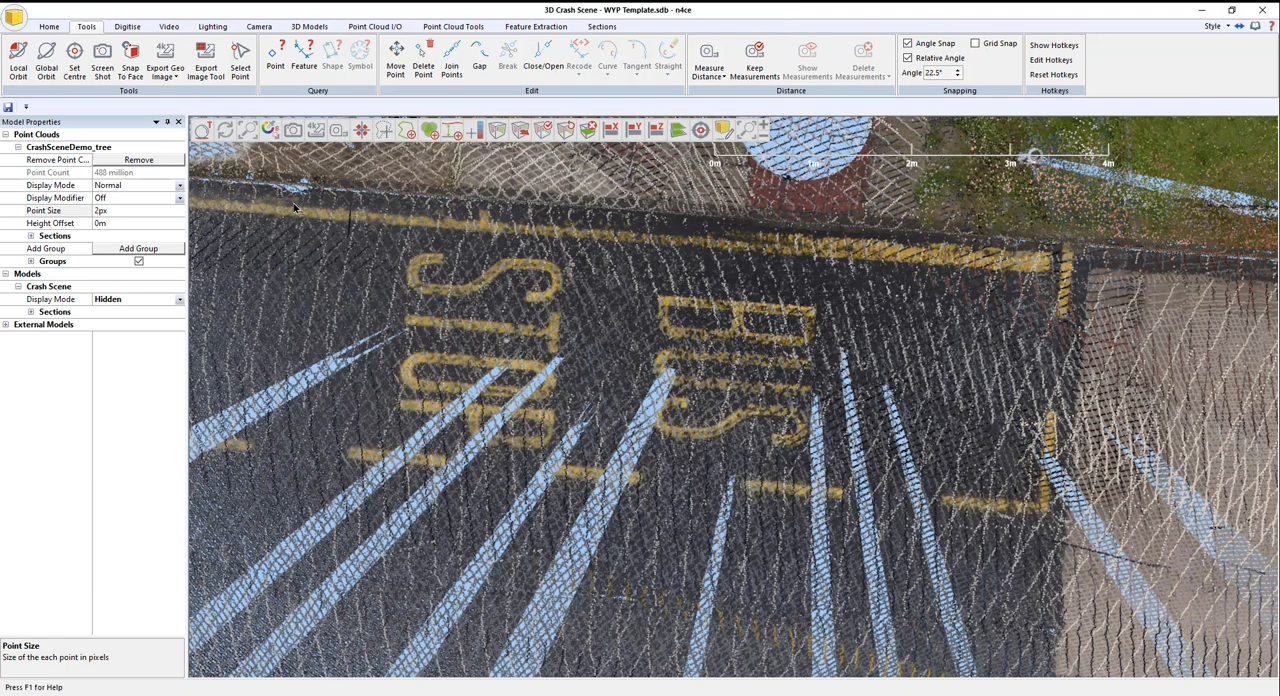 3D Crash Scene - WYP Template.sdb - n4ce
Home Tools Digitise Video Lighting Camera 3D Models Point Cloud I/O Point Cloud Tools Feature Extraction Sections Style
Local Orbit
Global Orbit
Set Centre
Screen Shot
Snap To Face
Export Geo Image
Export Image Tool
Select Point
Point
Feature
Shape
Symbol
Move Point
Delete Point
Join Points
Gap
Break
Close/Open
Recode
Curve
Tangent
Straight
Measure Distance
Keep Measurements
Show Measurements
Delete Measurements
Angle Snap Grid Snap
Relative Angle
Angle 22.5°
Show Hotkeys
Edit Hotkeys
Reset Hotkeys
Tools Query Edit Distance Snapping Hotkeys
Model Properties
Point Clouds
CrashSceneDemo_tree
Remove Point C... Remove
Point Count 488 million
Display Mode Normal
Display Modifier Off
Point Size 2px
Height Offset 0m
Sections
Add Group Add Group
Groups
Models
Crash Scene
Display Mode Hidden
Sections
External Models
0m 1m 2m 3m 4m
BUS
STOP
Point Size
Size of the each point in pixels
Press F1 for Help